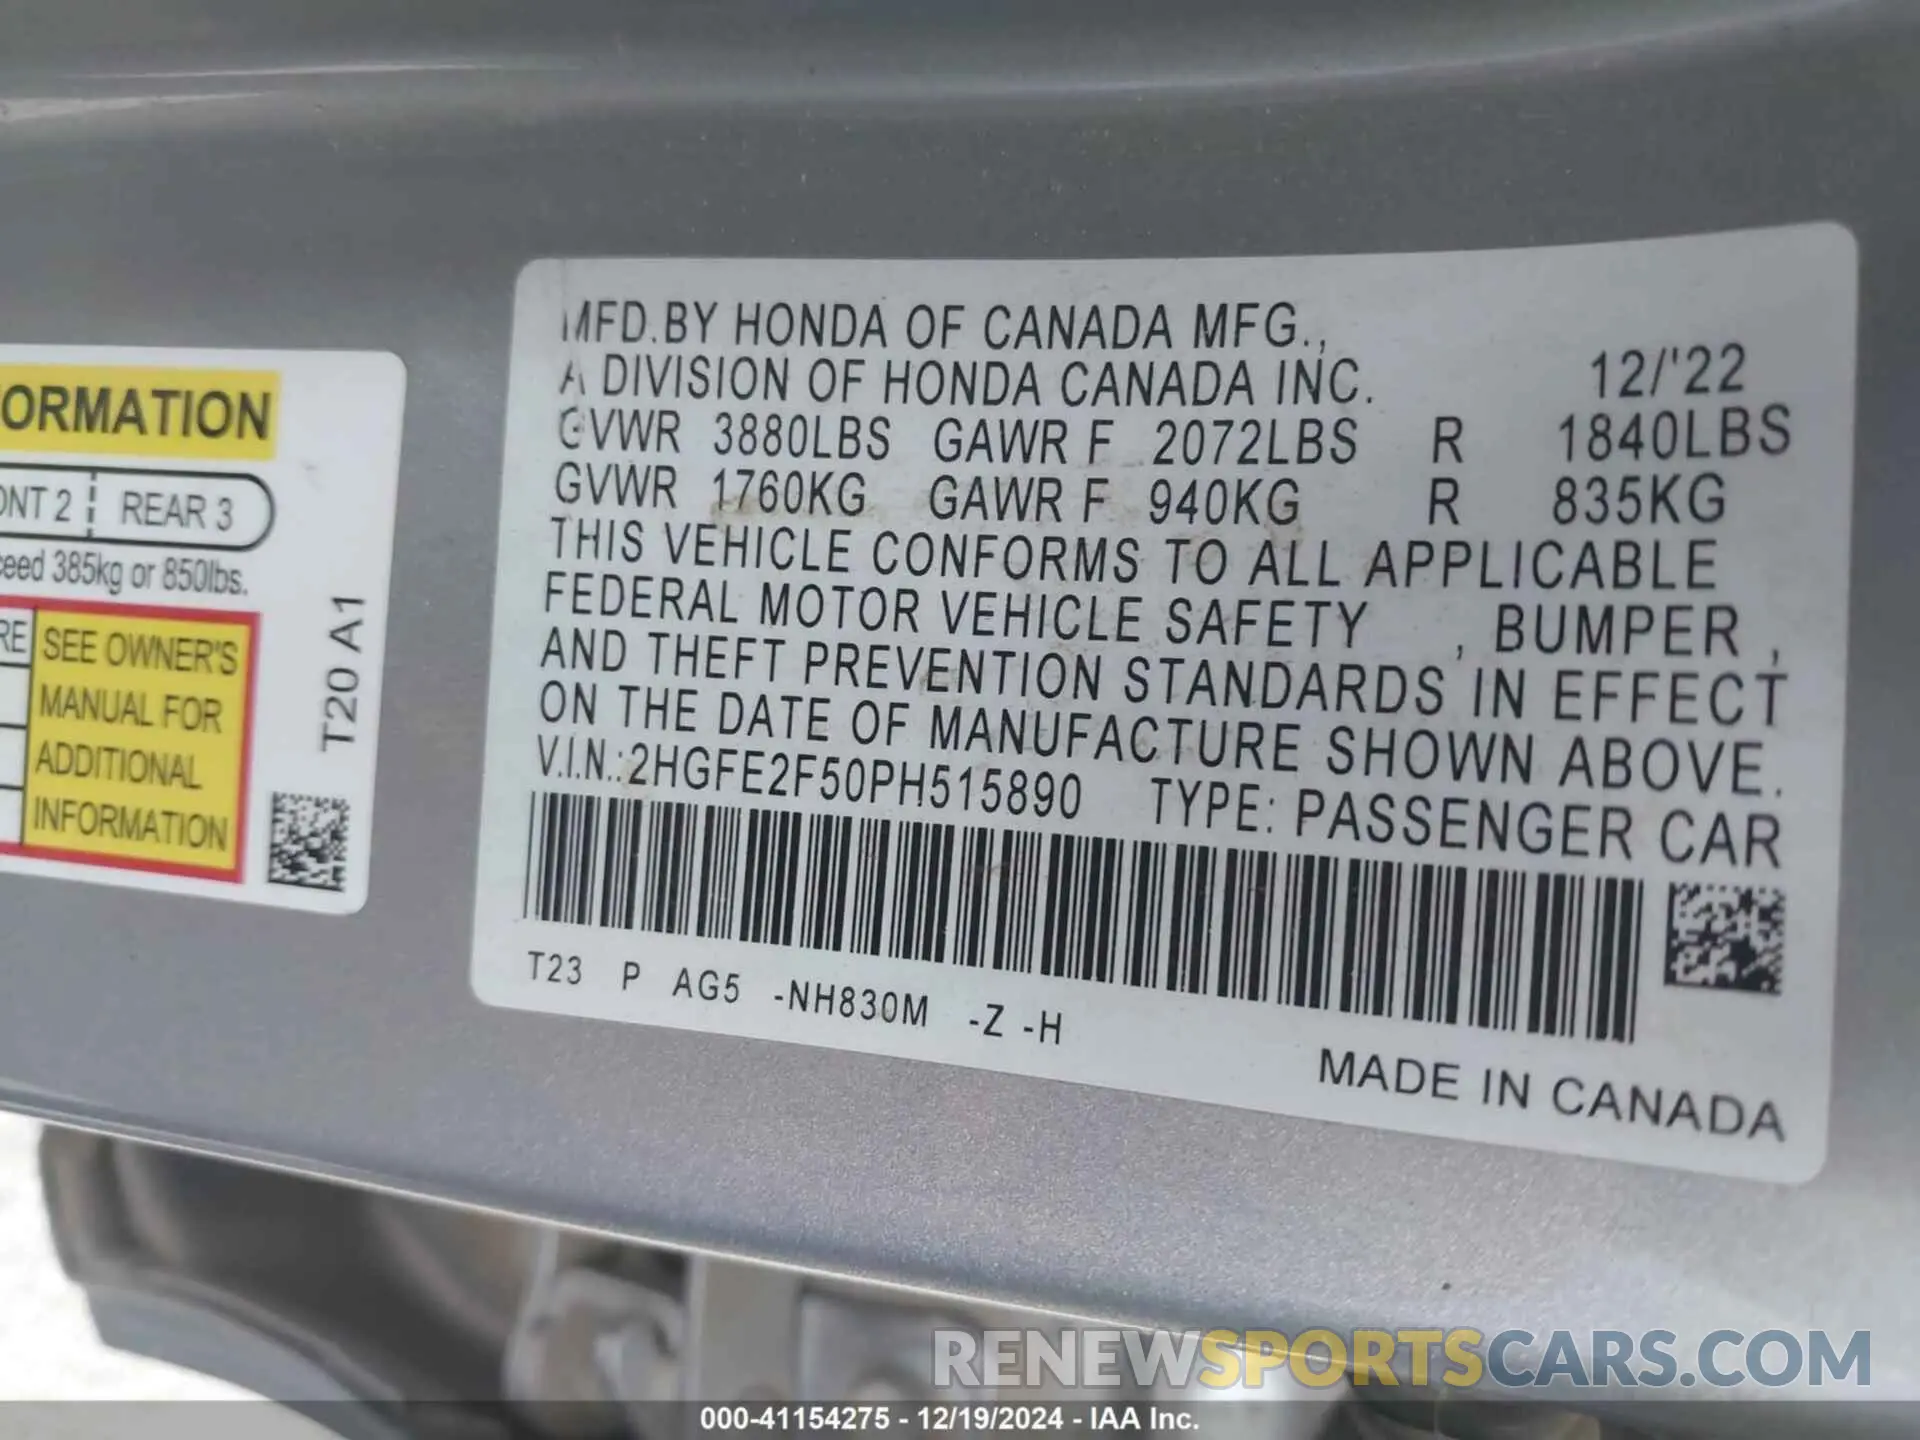 ORMATION
ONT 2 REAR 3
ceed 385kg or 850lbs.
RE SEE OWNER'S
MANUAL FOR
ADDITIONAL
INFORMATION
T20 A1
MFD.BY HONDA OF CANADA MFG.,
A DIVISION OF HONDA CANADA INC. 12/'22
GVWR 3880LBS GAWR F 2072LBS R 1840LBS
GVWR 1760KG GAWR F 940KG R 835KG
THIS VEHICLE CONFORMS TO ALL APPLICABLE
FEDERAL MOTOR VEHICLE SAFETY , BUMPER ,
AND THEFT PREVENTION STANDARDS IN EFFECT
ON THE DATE OF MANUFACTURE SHOWN ABOVE.
V.I.N.:2HGFE2F50PH515890 TYPE: PASSENGER CAR
T23 P AG5 -NH830M -Z -H
MADE IN CANADA
RENEWSPORTSCARS.COM
000-41154275 - 12/19/2024 - IAA Inc.